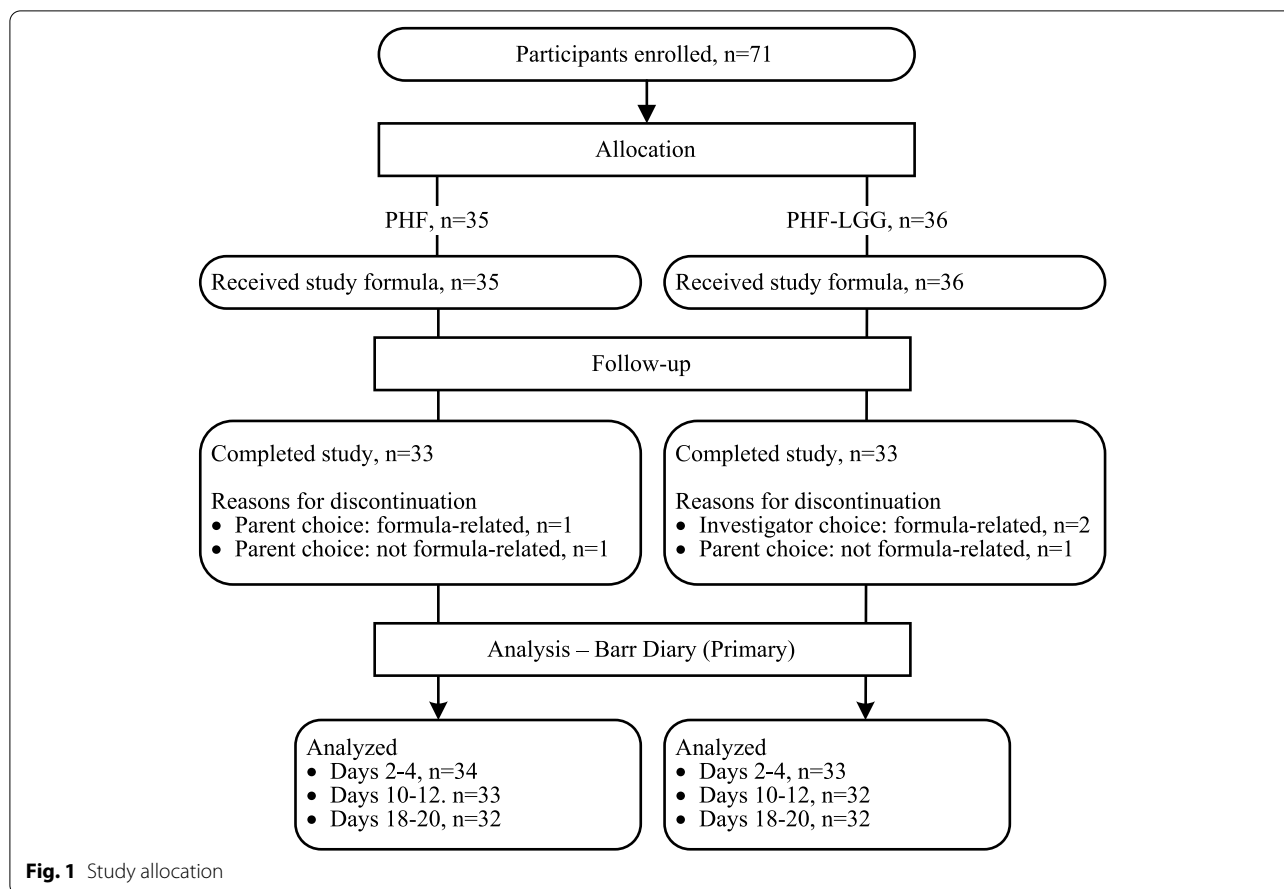 Participants enrolled, n=71
Allocation
PHF, n=35
PHF-LGG, n=36
Received study formula, n=35
Received study formula, n=36
Follow-up
Completed study, n=33
Reasons for discontinuation
• Parent choice: formula-related, n=1
• Parent choice: not formula-related, n=1
Completed study, n=33
Reasons for discontinuation
• Investigator choice: formula-related, n=2
• Parent choice: not formula-related, n=1
Analysis – Barr Diary (Primary)
Analyzed
• Days 2-4, n=34
• Days 10-12. n=33
• Days 18-20, n=32
Analyzed
• Days 2-4, n=33
• Days 10-12, n=32
• Days 18-20, n=32
Fig. 1 Study allocation